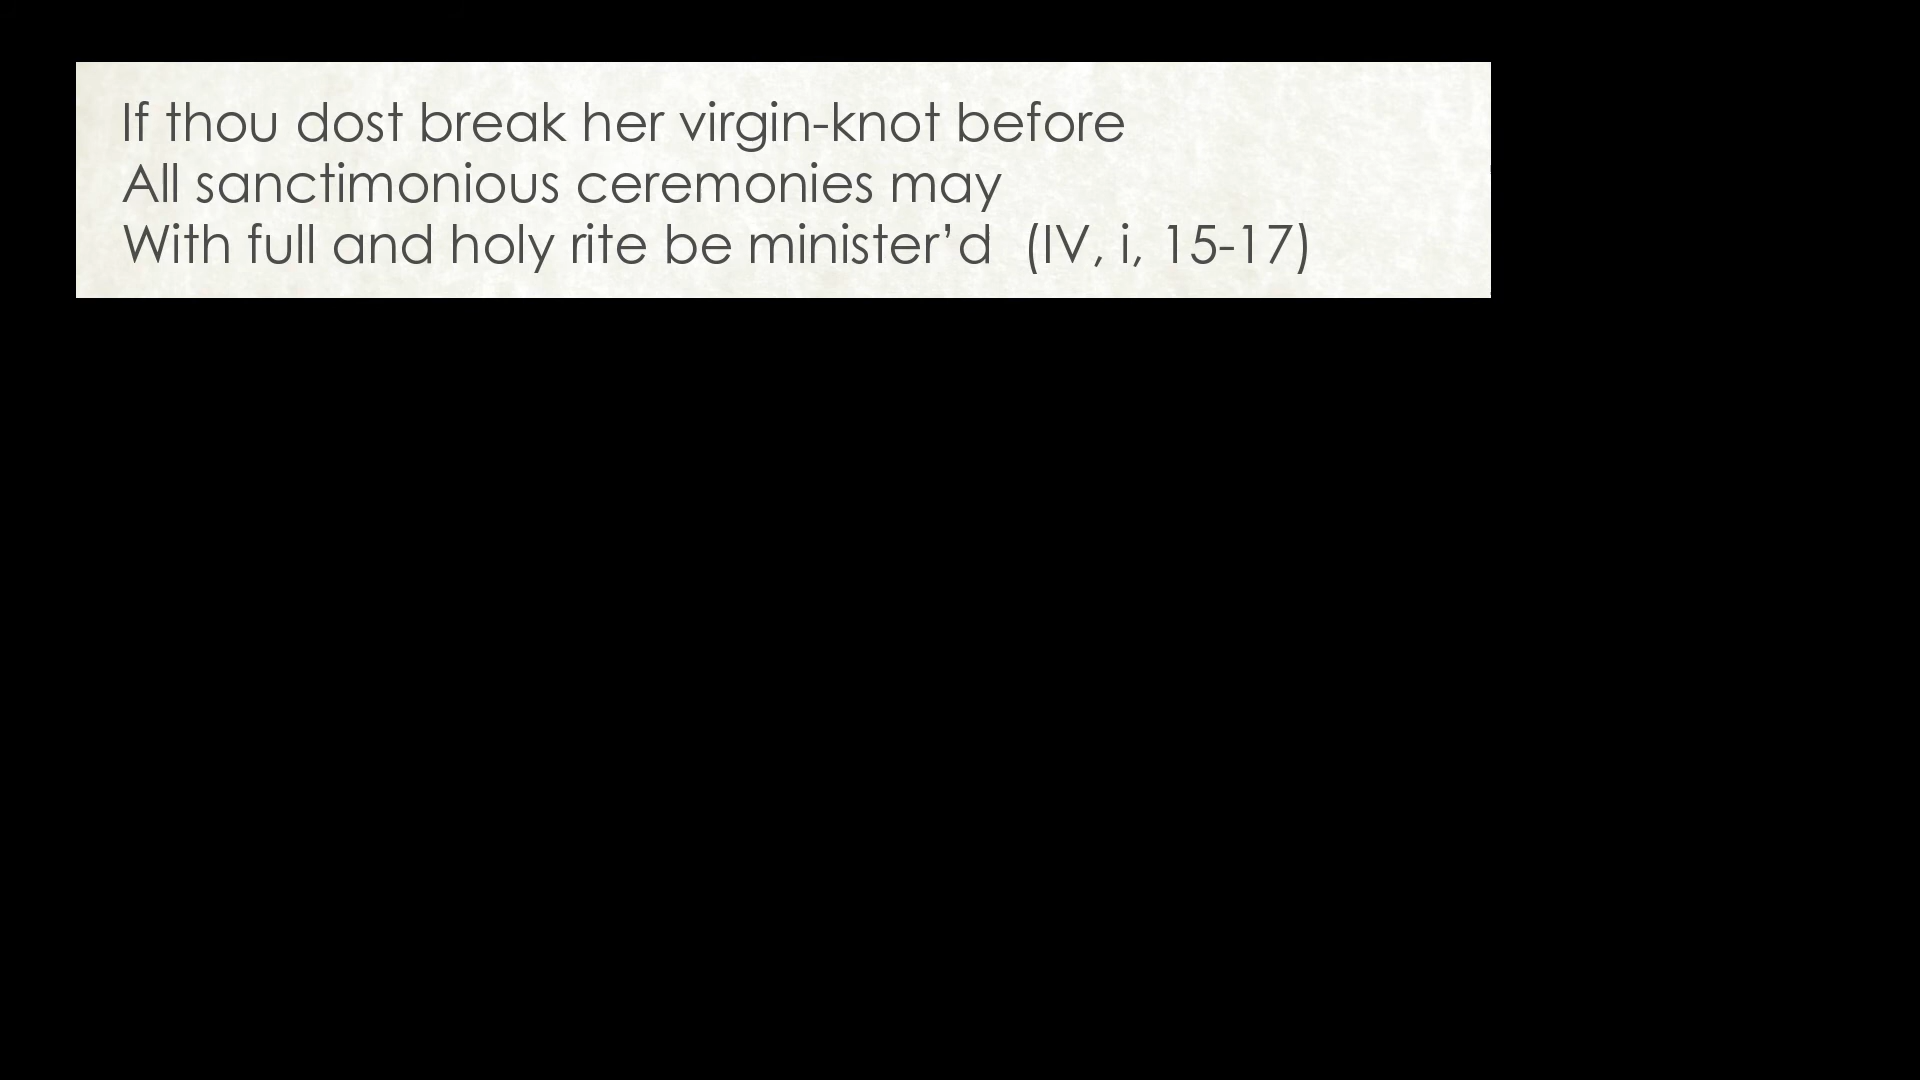 If thou dost break her virgin-knot before
All sanctimonious ceremonies may
With full and holy rite be minister’d  (IV, i, 15-17)